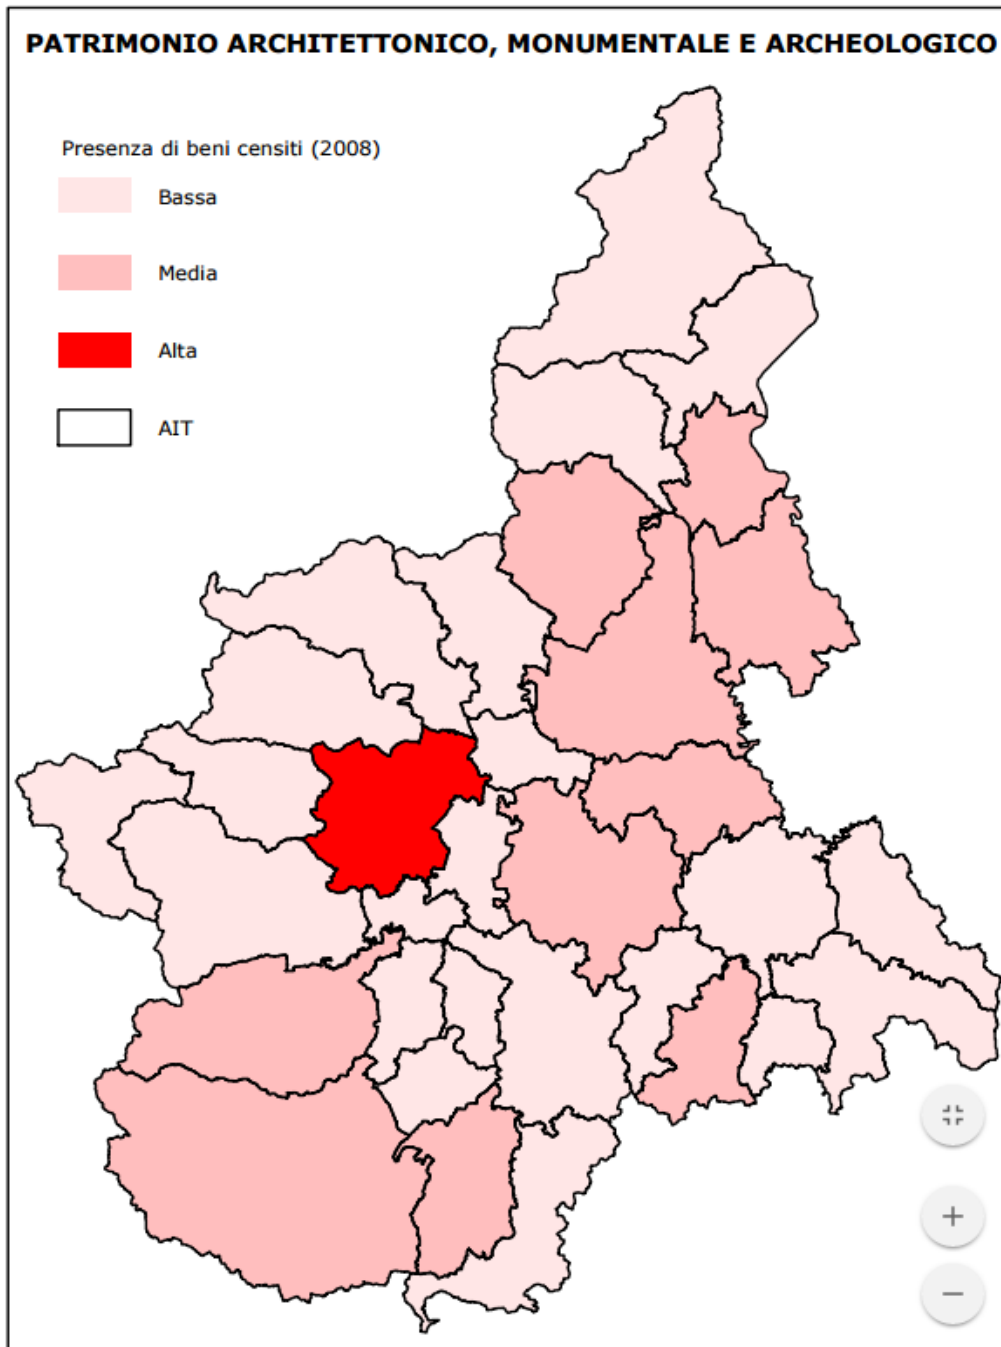 PATRIMONIO ARCHITETTONICO, MONUMENTALE E ARCHEOLOGICO
Presenza di beni censiti (2008)
Bassa
Media
Alta
AIT